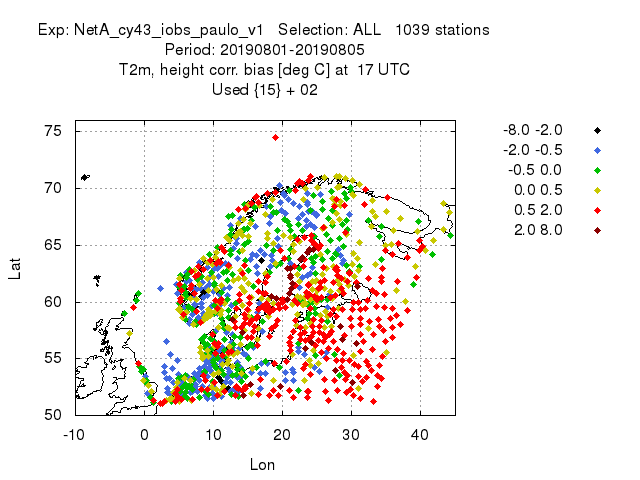 Exp: NetA_cy43_iobs_paulo_v1   Selection: ALL   1039 stations
Period: 20190801-20190805
T2m, height corr. bias [deg C] at  17 UTC
Used {15} + 02
-8.0 -2.0
-2.0 -0.5
-0.5 0.0
0.0 0.5
0.5 2.0
2.0 8.0
75
70
65
60
55
50
Lat
-10 0 10 20 30 40
Lon